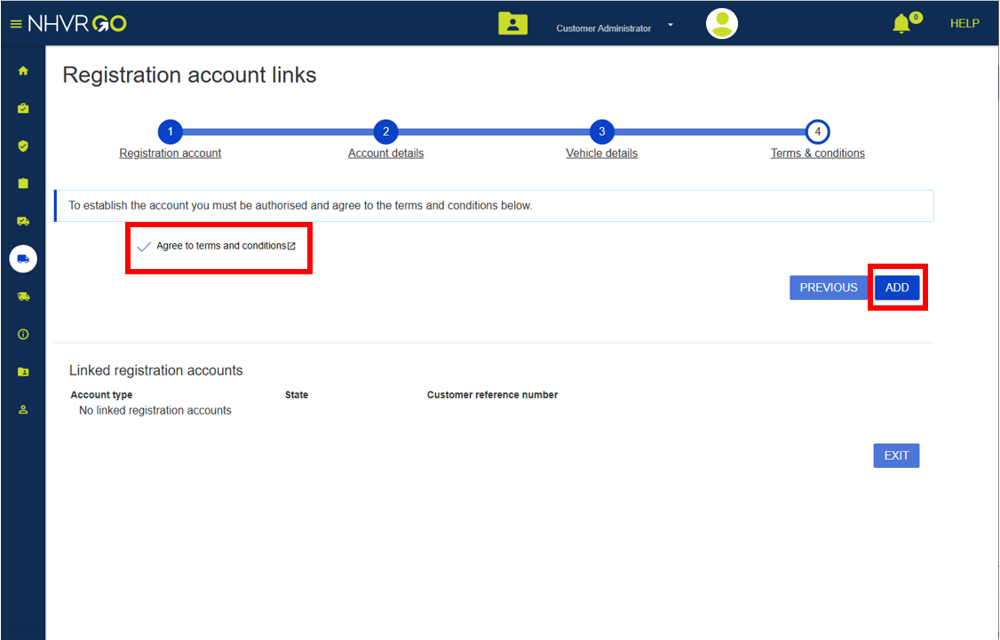 NHVR GO
Customer Administrator
0
HELP
Registration account links
1 2 3 4
Registration account Account details Vehicle details Terms & conditions
To establish the account you must be authorised and agree to the terms and conditions below.
Agree to terms and conditions
PREVIOUS ADD
Linked registration accounts
Account type State Customer reference number
No linked registration accounts
EXIT